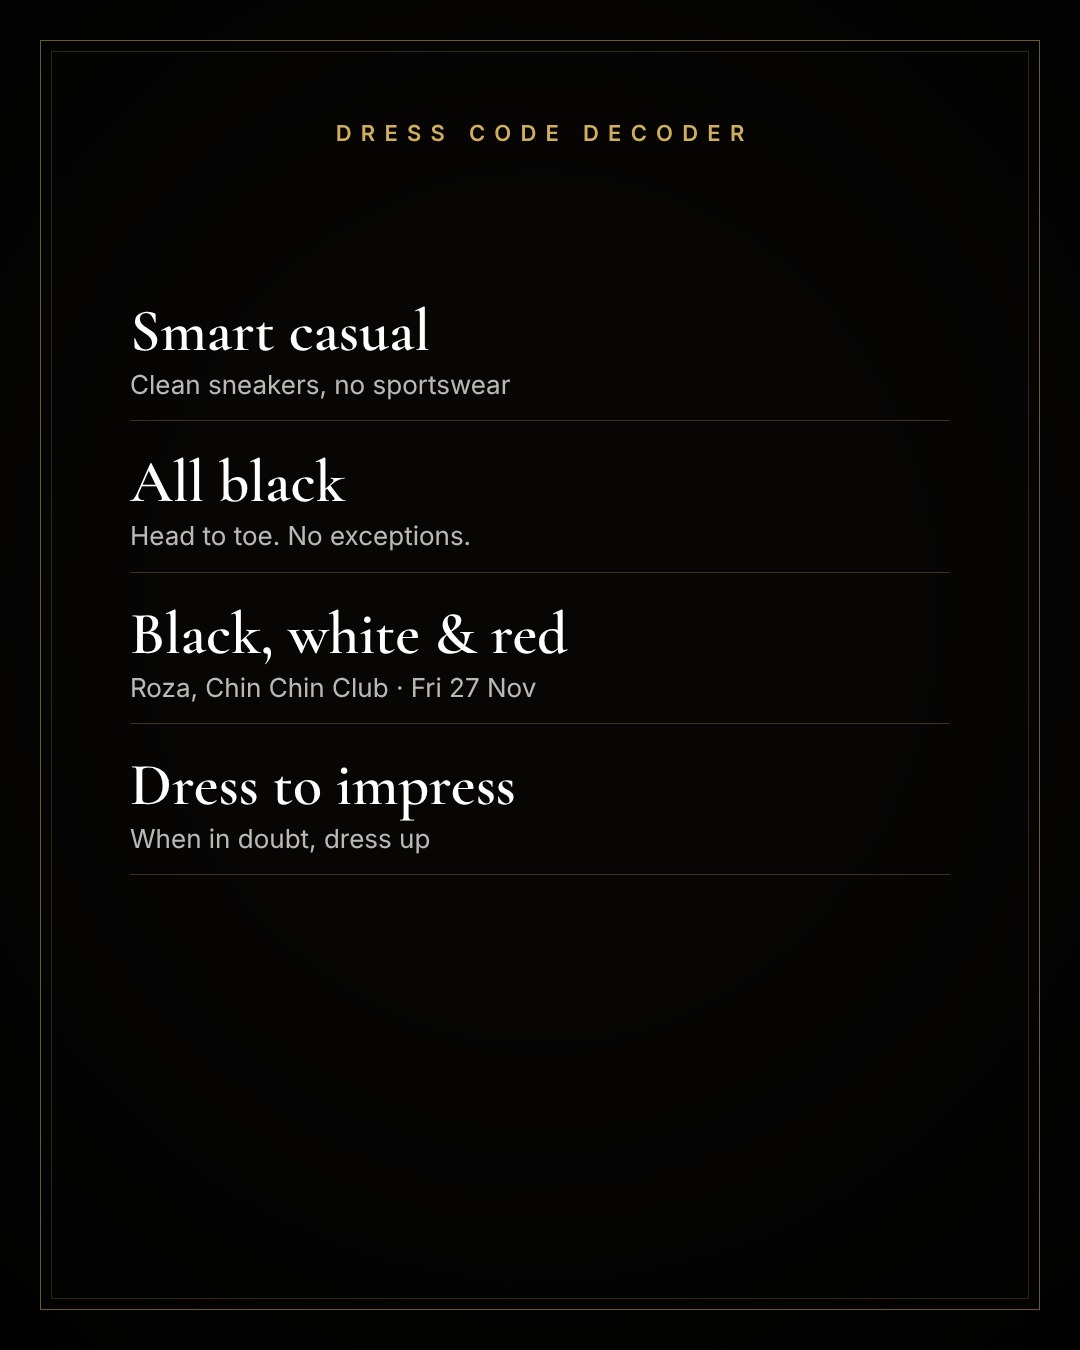 DRESS CODE DECODER
Smart casual
Clean sneakers, no sportswear
All black
Head to toe. No exceptions.
Black, white & red
Roza, Chin Chin Club · Fri 27 Nov
Dress to impress
When in doubt, dress up